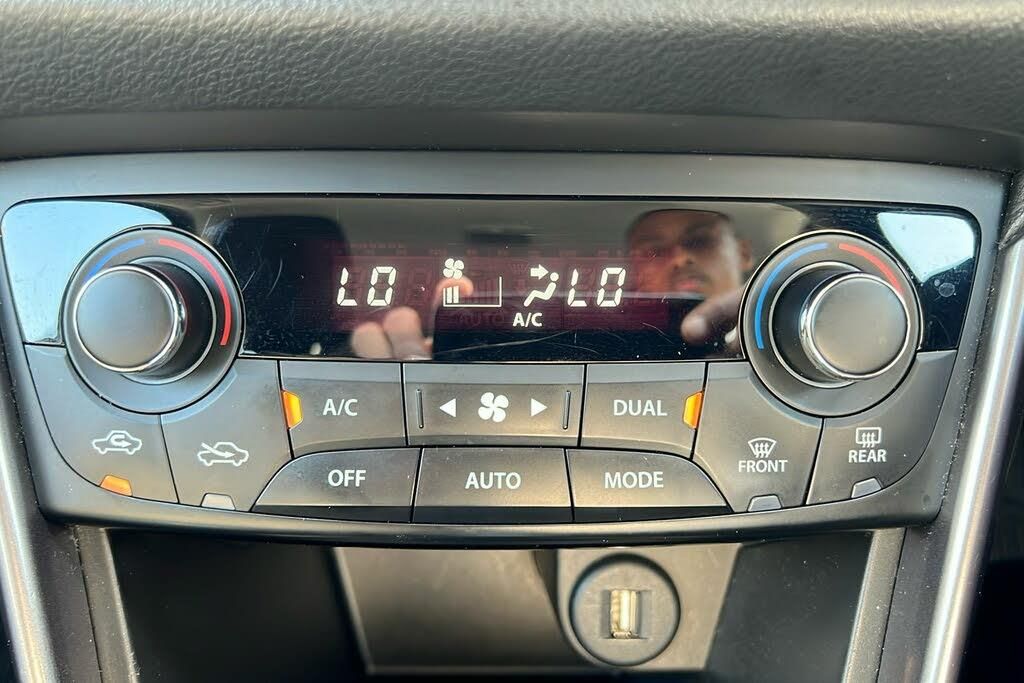 LO LO
A/C
A/C DUAL
FRONT REAR
OFF AUTO MODE